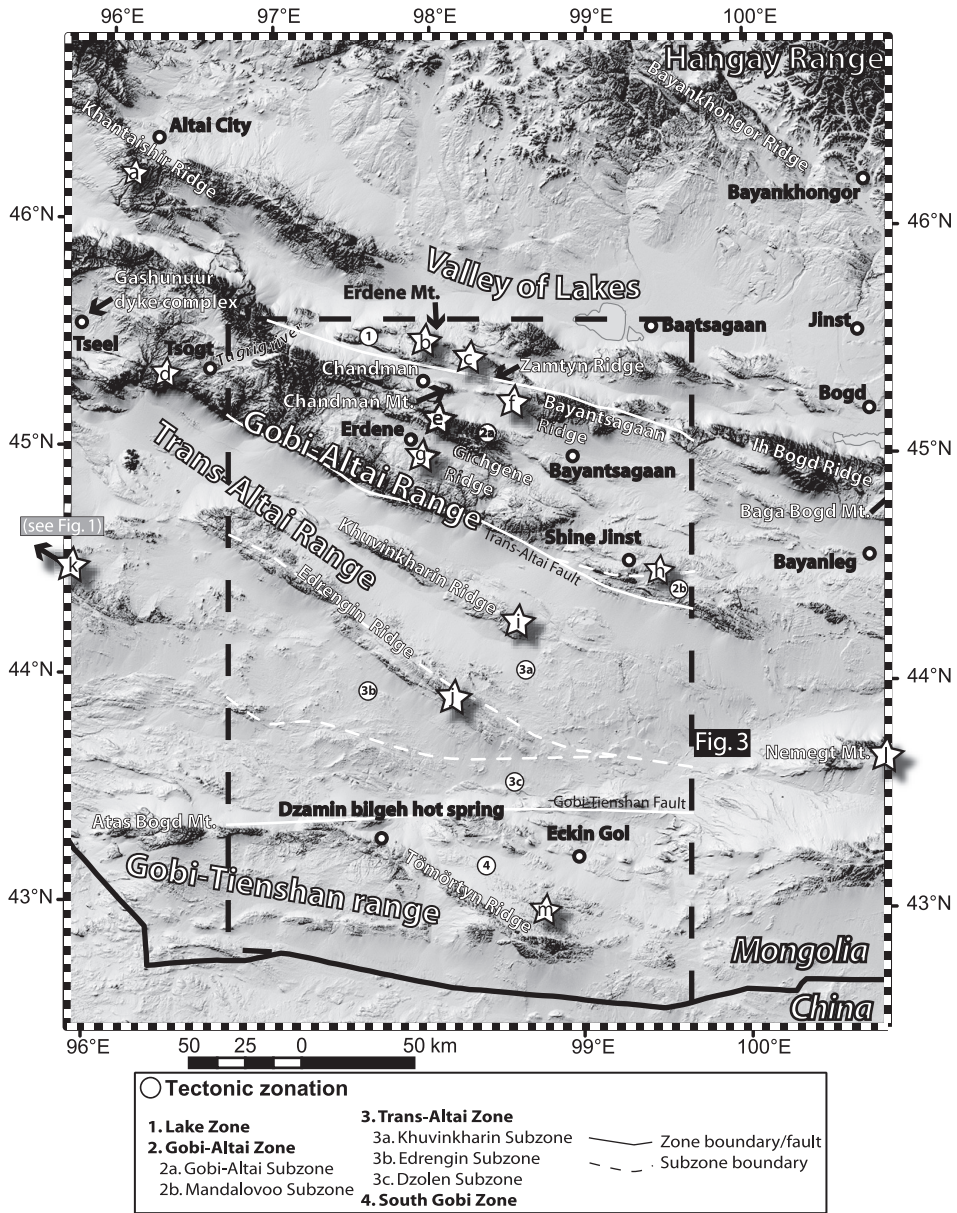 96°E 97°E 98°E 99°E 100°E
Hangay Range
Bayankhongor Ridge
Khantaishir Ridge
Altai City
a
Bayankhongor
46°N 46°N
Valley of Lakes
Gashunuur
dyke complex
Erdene Mt.
Tseel
Tsogt
Tugrig river
1
b
c
Baatsagaan
Jinst
d
Chandman
Zamtyn Ridge
Chandman Mt.
f
Bayantsagaan
Ridge
Bogd
e
2a
45°N 45°N
Erdene
g
Gichgene
Ridge
Bayantsagaan
Ih Bogd Ridge
Gobi-Altai Range
Trans Altai Range
Baga Bogd Mt.
(see Fig. 1)
k
Khuvinkharin Ridge
Trans-Altai Fault
Shine Jinst
h
2b
Bayanleg
Edrengin Ridge
i
44°N 44°N
3a
3b
j
Fig. 3
Nemegt Mt.
l
3c
Dzamin bilgeh hot spring
Gobi-Tienshan Fault
Atas Bogd Mt.
Eckin Gol
4
Gobi-Tienshan range
Tömörtyn Ridge
43°N 43°N
m
Mongolia
China
96°E 99°E 100°E
50 25 0 50 km
Tectonic zonation
1. Lake Zone
2. Gobi-Altai Zone
2a. Gobi-Altai Subzone
2b. Mandalovoo Subzone
3. Trans-Altai Zone
3a. Khuvinkharin Subzone
3b. Edrengin Subzone
3c. Dzolen Subzone
4. South Gobi Zone
Zone boundary/fault
Subzone boundary